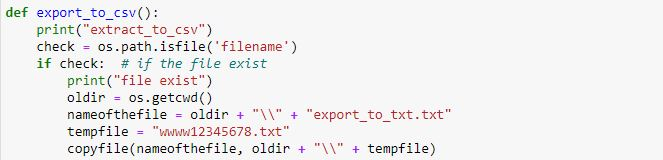 def export_to_csv():
    print("extract_to_csv")
    check = os.path.isfile('filename')
    if check:  # if the file exist
        print("file exist")
        oldir = os.getcwd()
        nameofthefile = oldir + "\\" + "export_to_txt.txt"
        tempfile = "wwww12345678.txt"
        copyfile(nameofthefile, oldir + "\\" + tempfile)